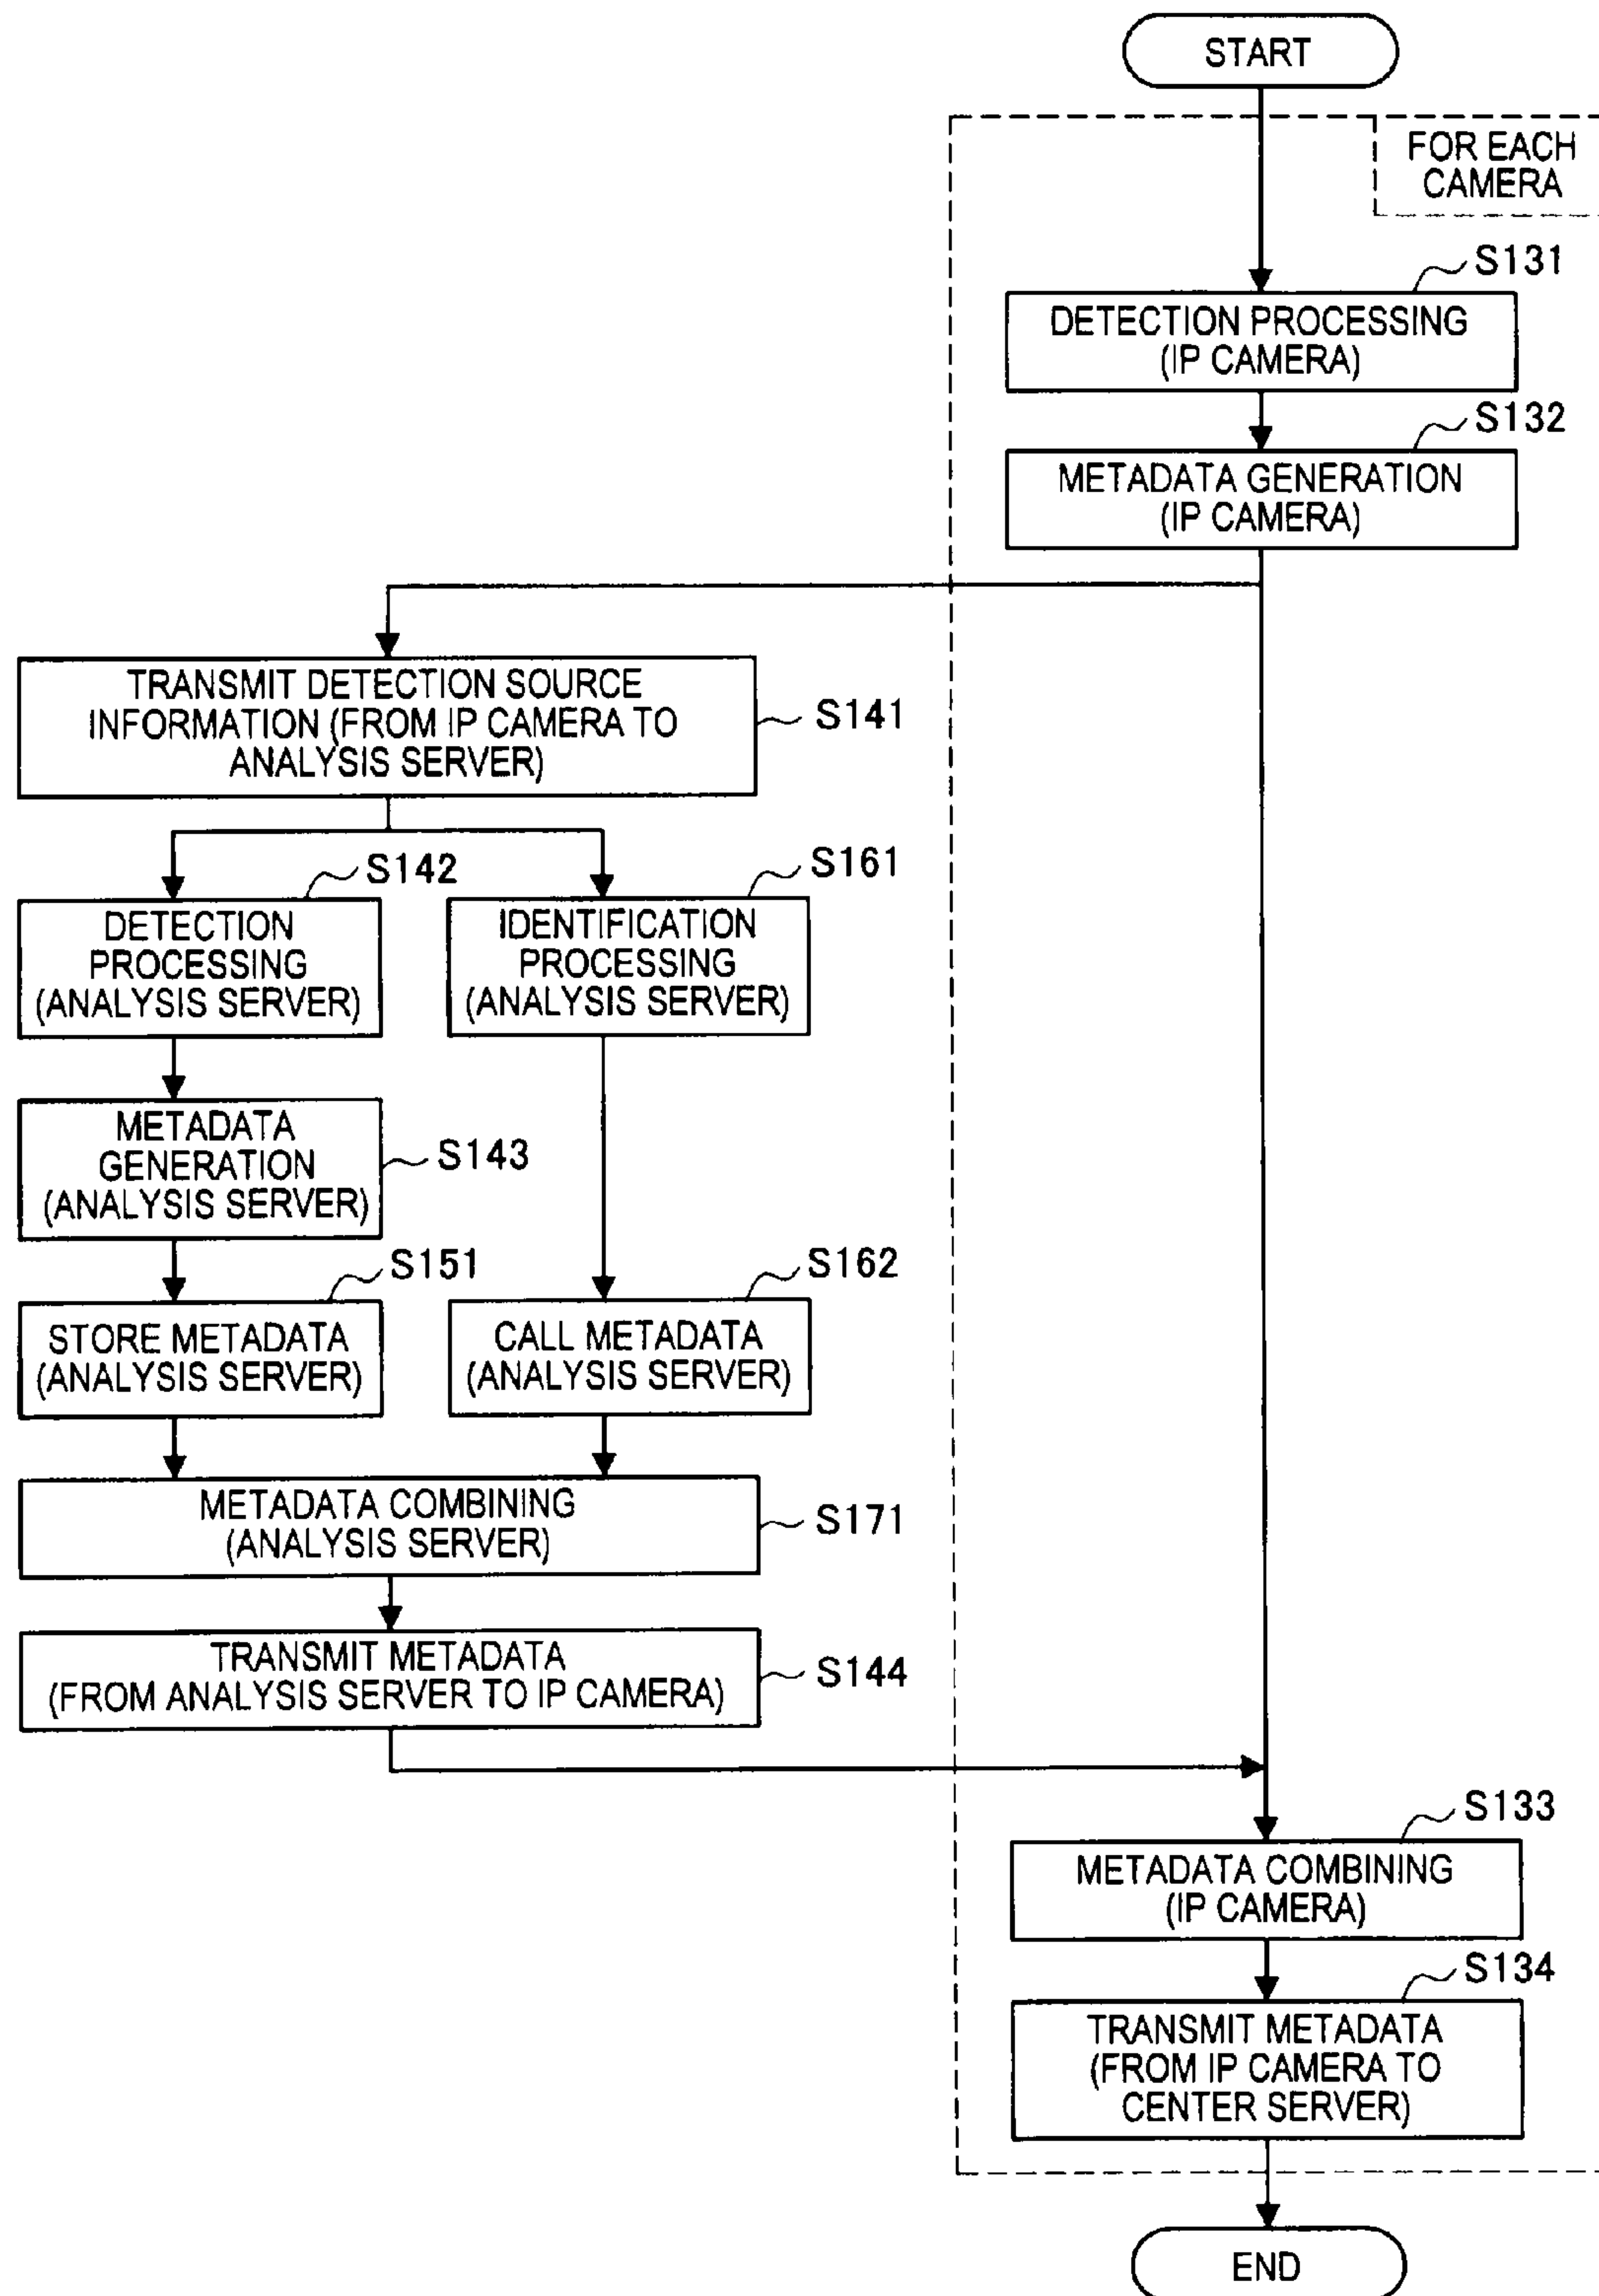 START
FOR EACH
CAMERA
S131
DETECTION PROCESSING
(IP CAMERA)
S132
METADATA GENERATION
(IP CAMERA)
TRANSMIT DETECTION SOURCE
INFORMATION (FROM IP CAMERA TO
ANALYSIS SERVER)
S141
S142
DETECTION
PROCESSING
(ANALYSIS SERVER)
S161
IDENTIFICATION
PROCESSING
(ANALYSIS SERVER)
METADATA
GENERATION
(ANALYSIS SERVER)
S143
S151
STORE METADATA
(ANALYSIS SERVER)
S162
CALL METADATA
(ANALYSIS SERVER)
METADATA COMBINING
(ANALYSIS SERVER)
S171
TRANSMIT METADATA
(FROM ANALYSIS SERVER TO IP CAMERA)
S144
S133
METADATA COMBINING
(IP CAMERA)
S134
TRANSMIT METADATA
(FROM IP CAMERA TO
CENTER SERVER)
END